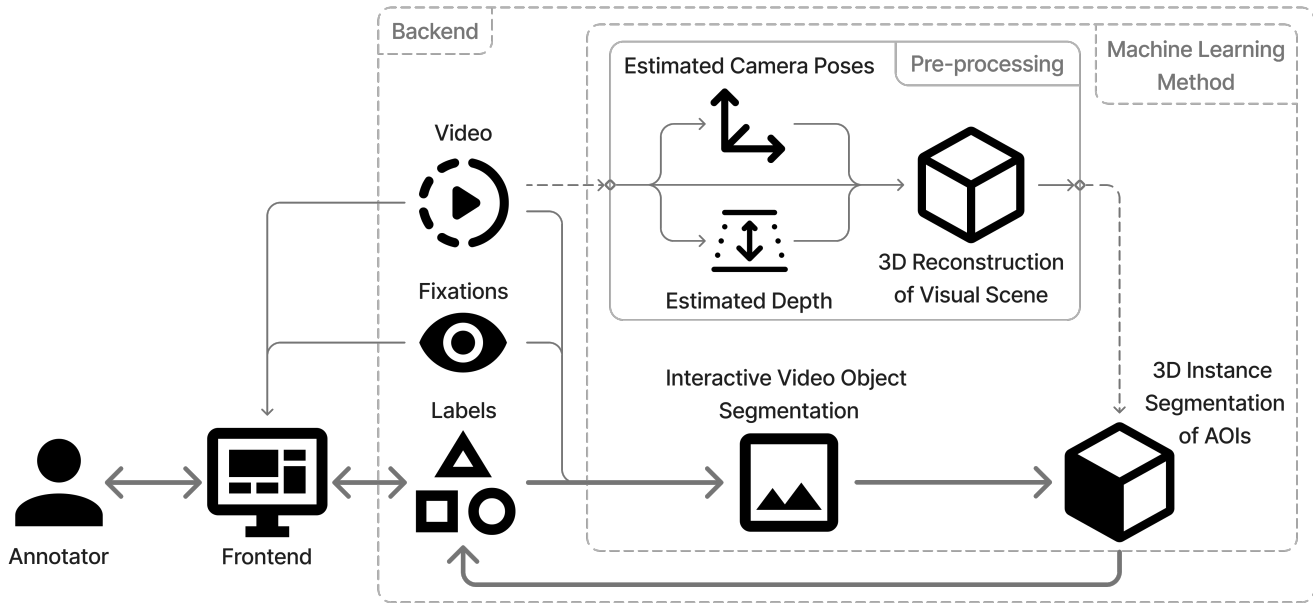 Backend
Machine Learning
Method
Pre-processing
Estimated Camera Poses
Video
Estimated Depth
3D Reconstruction
of Visual Scene
Fixations
Interactive Video Object
Segmentation
3D Instance
Segmentation
of AOIs
Labels
Annotator
Frontend